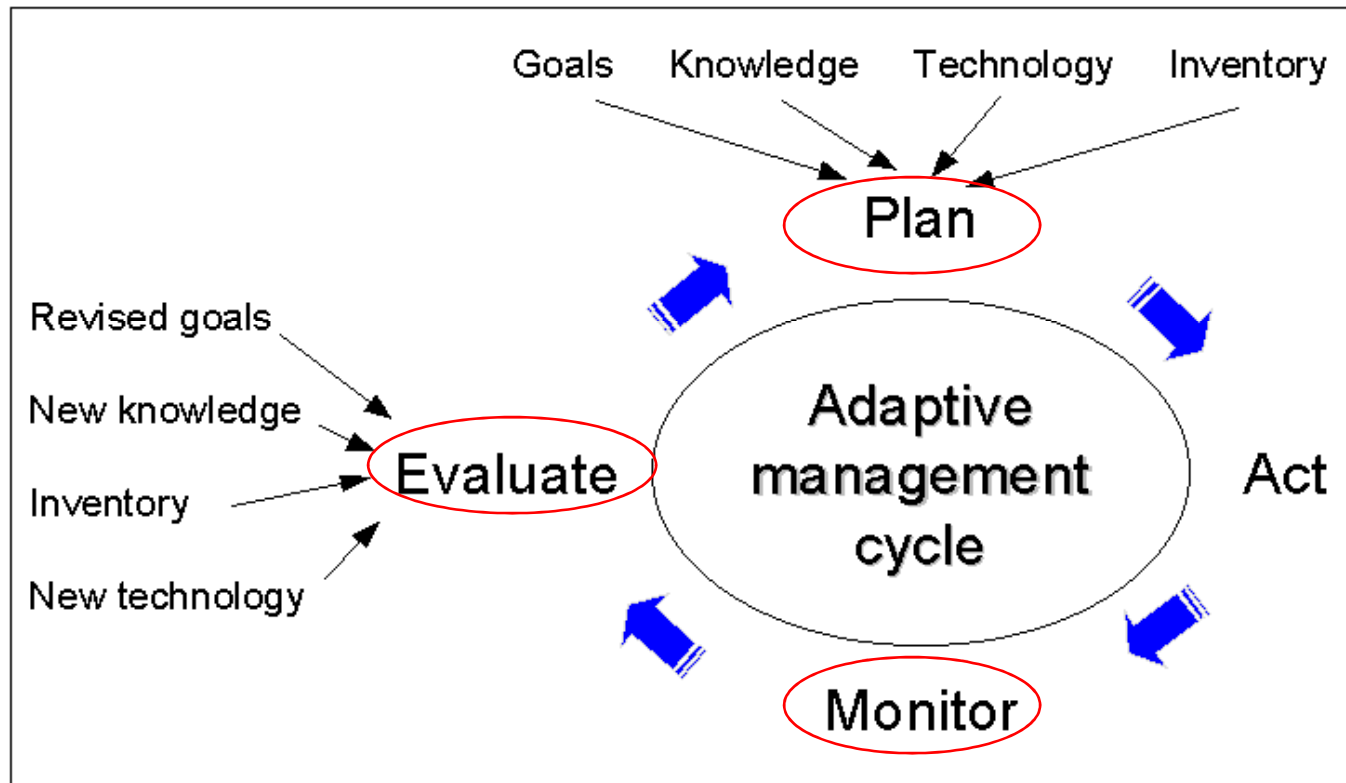 Goals Knowledge Technology Inventory
Plan
Revised goals
New knowledge
Evaluate
Inventory
New technology
Adaptive
management
cycle
Act
Monitor